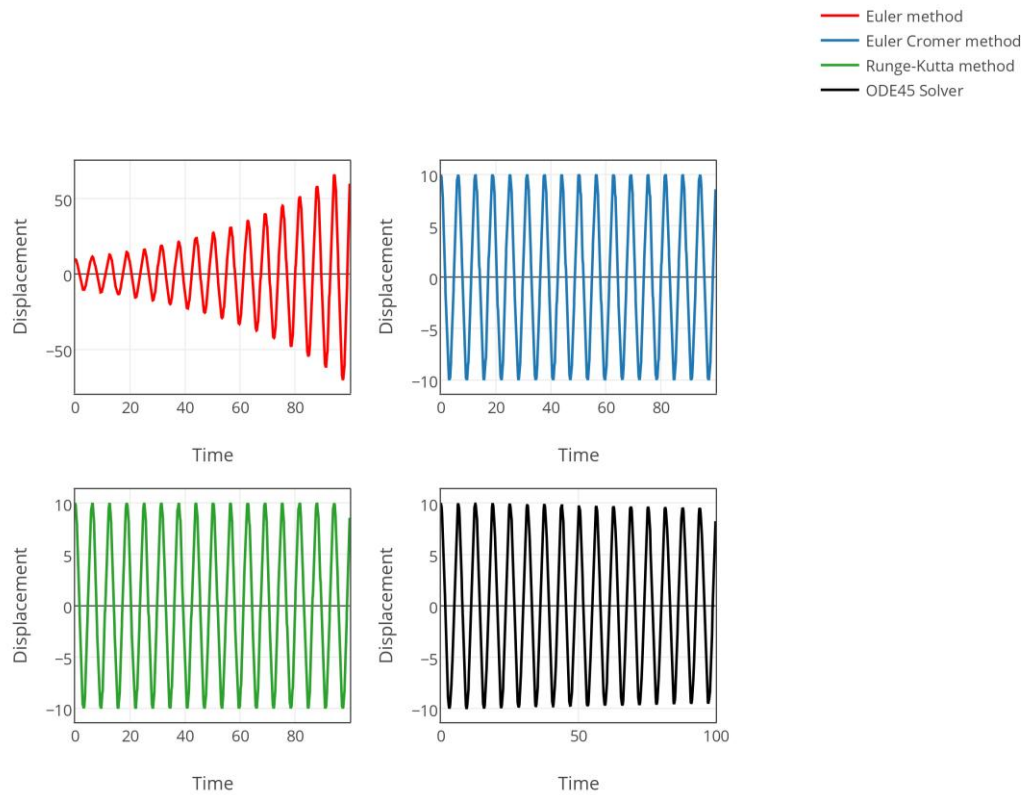 Euler method
Euler Cromer method
Runge-Kutta method
ODE45 Solver
50
0
−50
Displacement
0 20 40 60 80
Time
10
5
0
−5
−10
Displacement
0 20 40 60 80
Time
10
5
0
−5
−10
Displacement
0 20 40 60 80
Time
10
5
0
−5
−10
Displacement
0 50 100
Time